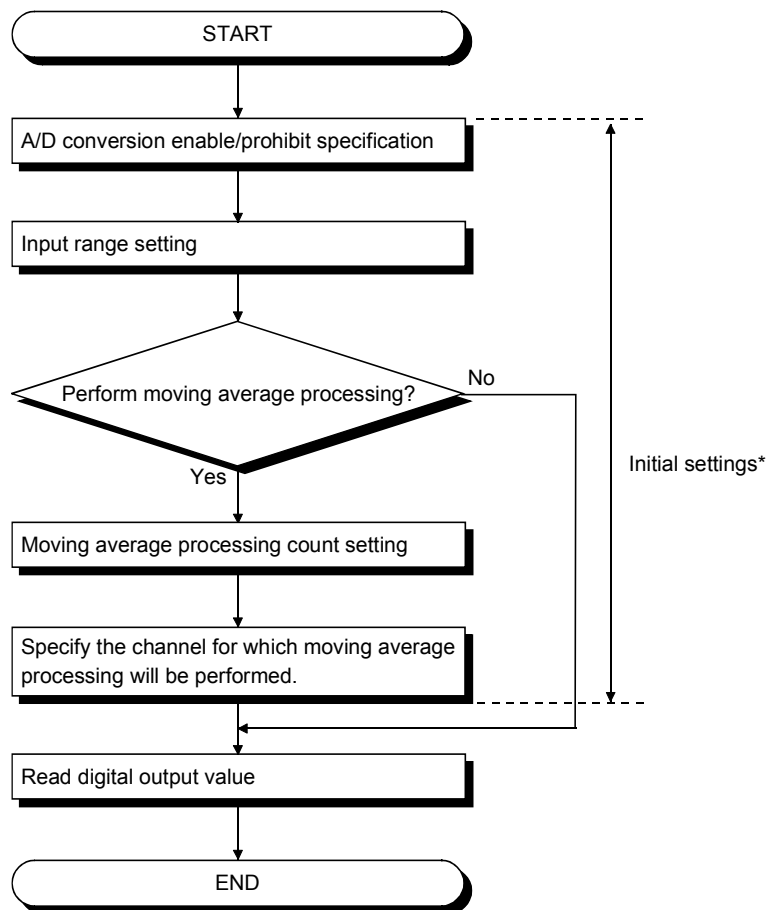 START
A/D conversion enable/prohibit specification
Input range setting
Perform moving average processing?
No
Yes
Initial settings*
Moving average processing count setting
Specify the channel for which moving average
processing will be performed.
Read digital output value
END